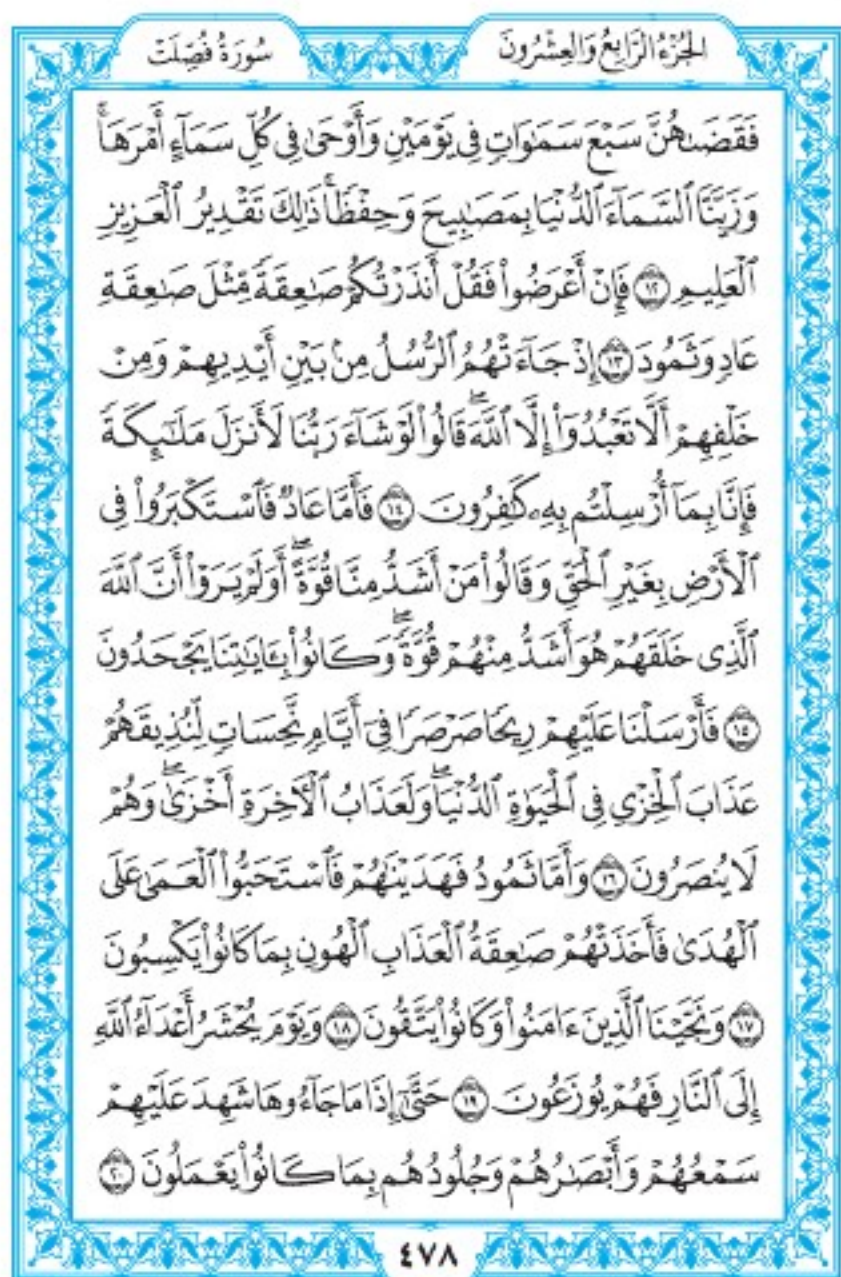 الجُزْءُ الرَّابِعُ وَالعِشْرُونَ
سُورَةُ فُصِّلَتْ
فَقَضَىٰهُنَّ سَبْعَ سَمَٰوَاتٍ فِى يَوْمَيْنِ وَأَوْحَىٰ فِى كُلِّ سَمَآءٍ أَمْرَهَاۚ
وَزَيَّنَّا ٱلسَّمَآءَ ٱلدُّنْيَا بِمَصَٰبِيحَ وَحِفْظًاۚ ذَٰلِكَ تَقْدِيرُ ٱلْعَزِيزِ
ٱلْعَلِيمِ ١٢ فَإِنْ أَعْرَضُوا۟ فَقُلْ أَنذَرْتُكُمْ صَٰعِقَةً مِّثْلَ صَٰعِقَةِ
عَادٍ وَثَمُودَ ١٣ إِذْ جَآءَتْهُمُ ٱلرُّسُلُ مِنۢ بَيْنِ أَيْدِيهِمْ وَمِنْ
خَلْفِهِمْ أَلَّا تَعْبُدُوٓا۟ إِلَّا ٱللَّهَۖ قَالُوا۟ لَوْ شَآءَ رَبُّنَا لَأَنزَلَ مَلَٰٓئِكَةً
فَإِنَّا بِمَآ أُرْسِلْتُم بِهِۦ كَٰفِرُونَ ١٤ فَأَمَّا عَادٌ فَٱسْتَكْبَرُوا۟ فِى
ٱلْأَرْضِ بِغَيْرِ ٱلْحَقِّ وَقَالُوا۟ مَنْ أَشَدُّ مِنَّا قُوَّةًۖ أَوَلَمْ يَرَوْا۟ أَنَّ ٱللَّهَ
ٱلَّذِى خَلَقَهُمْ هُوَ أَشَدُّ مِنْهُمْ قُوَّةًۖ وَكَانُوا۟ بِـَٔايَٰتِنَا يَجْحَدُونَ
١٥ فَأَرْسَلْنَا عَلَيْهِمْ رِيحًا صَرْصَرًا فِىٓ أَيَّامٍ نَّحِسَاتٍ لِّنُذِيقَهُمْ
عَذَابَ ٱلْخِزْىِ فِى ٱلْحَيَوٰةِ ٱلدُّنْيَاۖ وَلَعَذَابُ ٱلْـَٔاخِرَةِ أَخْزَىٰۖ وَهُمْ
لَا يُنصَرُونَ ١٦ وَأَمَّا ثَمُودُ فَهَدَيْنَٰهُمْ فَٱسْتَحَبُّوا۟ ٱلْعَمَىٰ عَلَى
ٱلْهُدَىٰ فَأَخَذَتْهُمْ صَٰعِقَةُ ٱلْعَذَابِ ٱلْهُونِ بِمَا كَانُوا۟ يَكْسِبُونَ
١٧ وَنَجَّيْنَا ٱلَّذِينَ ءَامَنُوا۟ وَكَانُوا۟ يَتَّقُونَ ١٨ وَيَوْمَ يُحْشَرُ أَعْدَآءُ ٱللَّهِ
إِلَى ٱلنَّارِ فَهُمْ يُوزَعُونَ ١٩ حَتَّىٰٓ إِذَا مَا جَآءُوهَا شَهِدَ عَلَيْهِمْ
سَمْعُهُمْ وَأَبْصَٰرُهُمْ وَجُلُودُهُم بِمَا كَانُوا۟ يَعْمَلُونَ ٢٠
٤٧٨